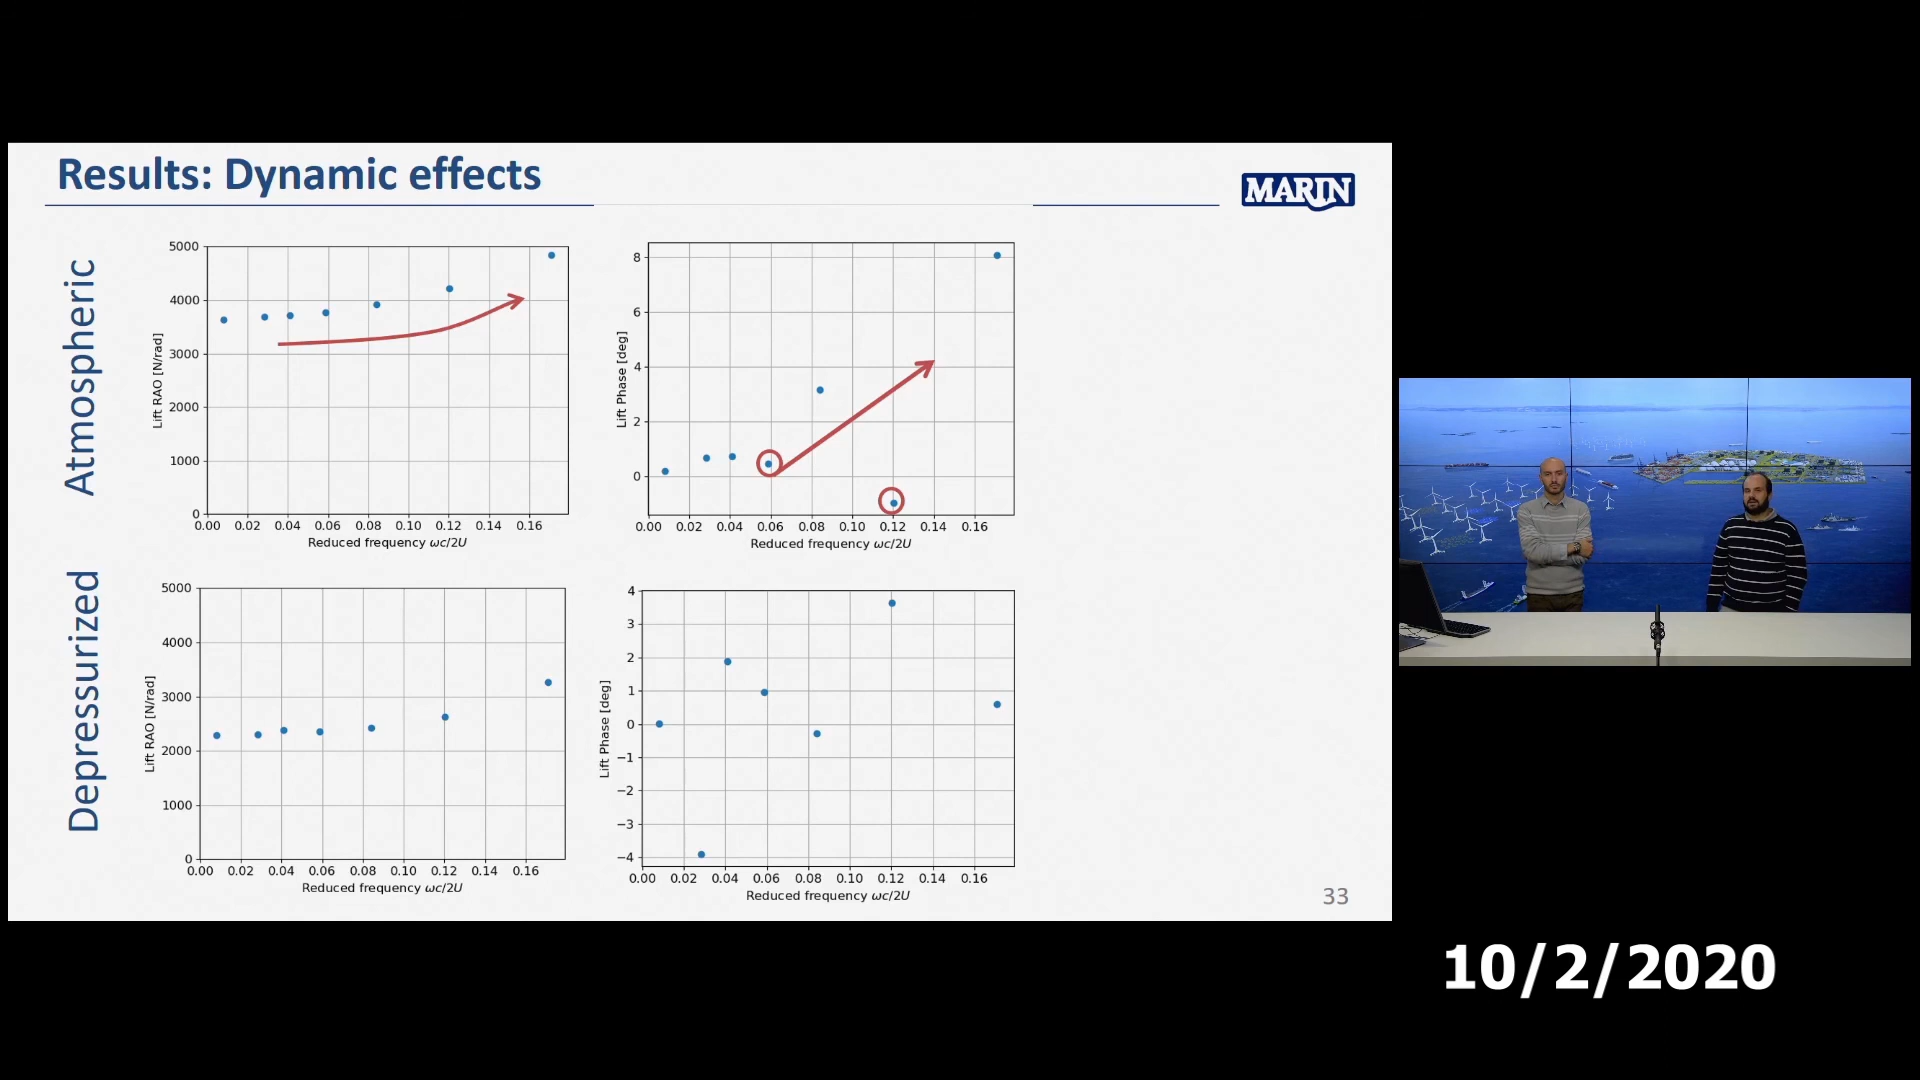 Results: Dynamic effects
MARIN
Atmospheric
5000
4000
3000
2000
1000
0
Lift RAO [N/rad]
0.00 0.02 0.04 0.06 0.08 0.10 0.12 0.14 0.16
Reduced frequency ωc/2U
8
6
4
2
0
Lift Phase [deg]
0.00 0.02 0.04 0.06 0.08 0.10 0.12 0.14 0.16
Reduced frequency ωc/2U
Depressurized
5000
4000
3000
2000
1000
0
Lift RAO [N/rad]
0.00 0.02 0.04 0.06 0.08 0.10 0.12 0.14 0.16
Reduced frequency ωc/2U
4
3
2
1
0
−1
−2
−3
−4
Lift Phase [deg]
0.00 0.02 0.04 0.06 0.08 0.10 0.12 0.14 0.16
Reduced frequency ωc/2U
33
10/2/2020